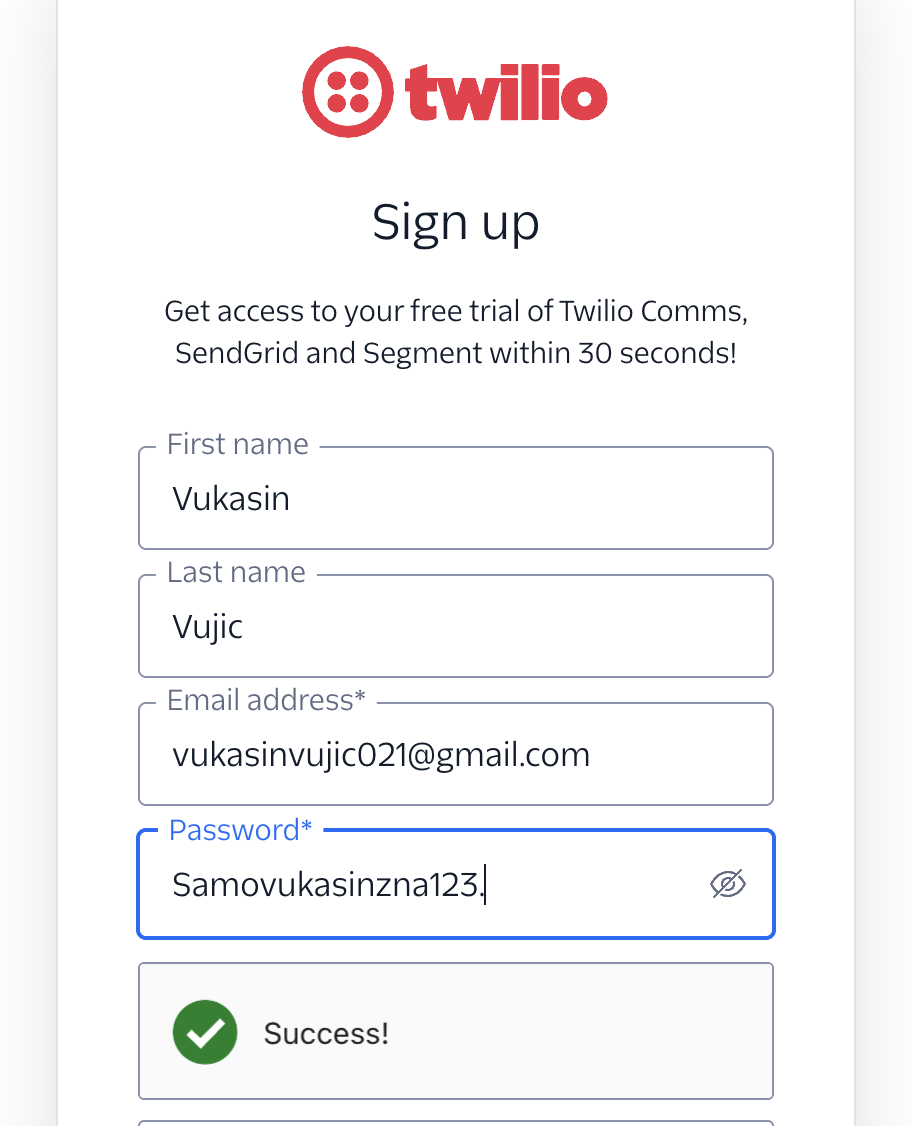 twilio
Sign up
Get access to your free trial of Twilio Comms,
SendGrid and Segment within 30 seconds!
First name
Vukasin
Last name
Vujic
Email address*
vukasinvujic021@gmail.com
Password*
Samovukasinzna123.
Success!